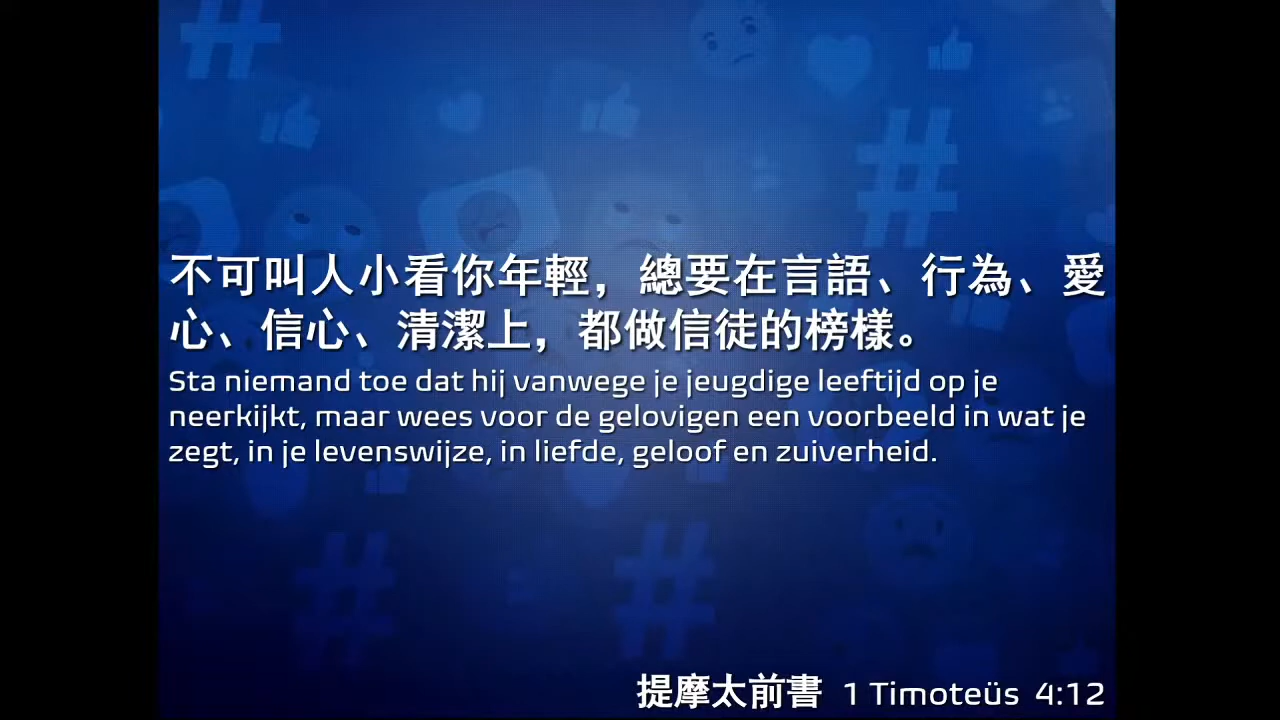 不可叫人小看你年輕，總要在言語、行為、愛
心、信心、清潔上，都做信徒的榜樣。
Sta niemand toe dat hij vanwege je jeugdige leeftijd op je
neerkijkt, maar wees voor de gelovigen een voorbeeld in wat je
zegt, in je levenswijze, in liefde, geloof en zuiverheid.
提摩太前書 1 Timoteüs 4:12